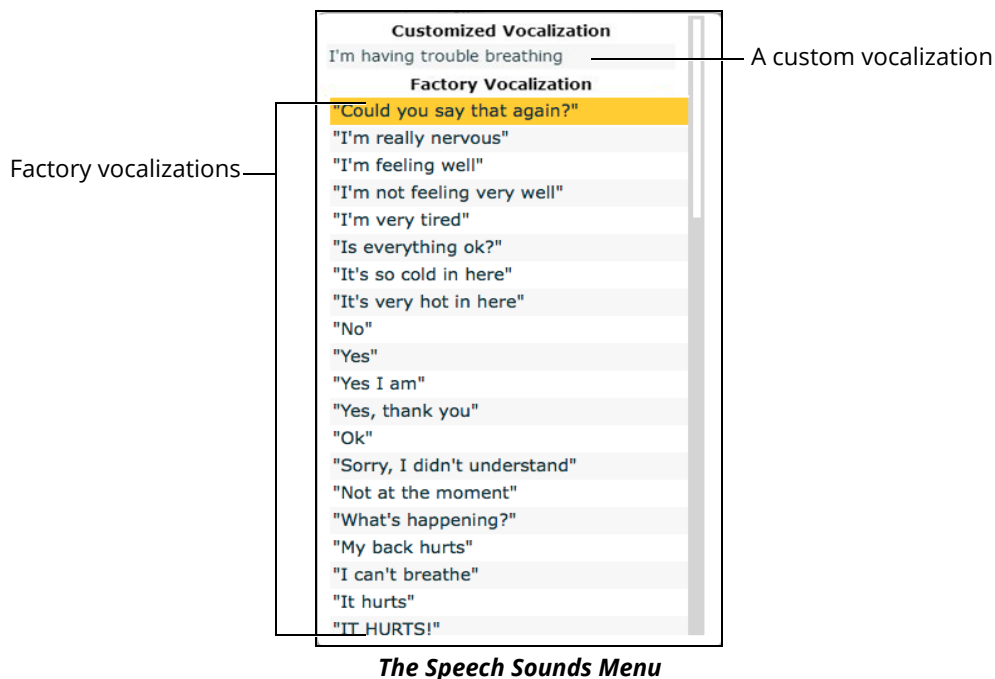 Customized Vocalization
I'm having trouble breathing
A custom vocalization
Factory Vocalization
Factory vocalizations
"Could you say that again?"
"I'm really nervous"
"I'm feeling well"
"I'm not feeling very well"
"I'm very tired"
"Is everything ok?"
"It's so cold in here"
"It's very hot in here"
"No"
"Yes"
"Yes I am"
"Yes, thank you"
"Ok"
"Sorry, I didn't understand"
"Not at the moment"
"What's happening?"
"My back hurts"
"I can't breathe"
"It hurts"
"IT HURTS!"
The Speech Sounds Menu